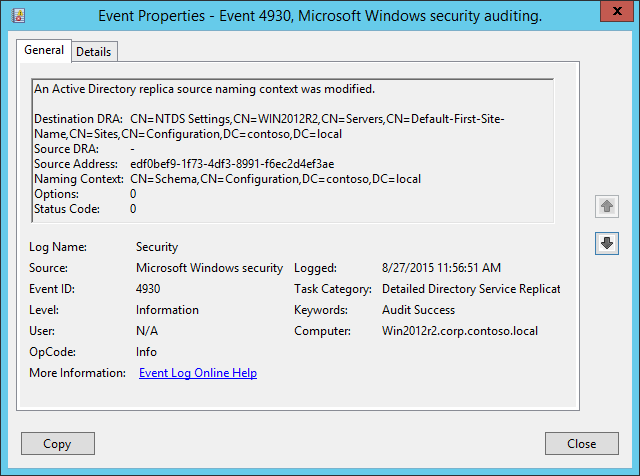 Event Properties - Event 4930, Microsoft Windows security auditing.
x
General Details
An Active Directory replica source naming context was modified.
Destination DRA: CN=NTDS Settings,CN=WIN2012R2,CN=Servers,CN=Default-First-Site-
Name,CN=Sites,CN=Configuration,DC=contoso,DC=local
Source DRA: -
Source Address: edf0bef9-1f73-4df3-8991-f6ec2d4ef3ae
Naming Context: CN=Schema,CN=Configuration,DC=contoso,DC=local
Options: 0
Status Code: 0
Log Name: Security
Source: Microsoft Windows security Logged: 8/27/2015 11:56:51 AM
Event ID: 4930 Task Category: Detailed Directory Service Replicat
Level: Information Keywords: Audit Success
User: N/A Computer: Win2012r2.corp.contoso.local
OpCode: Info
More Information: Event Log Online Help
Copy Close